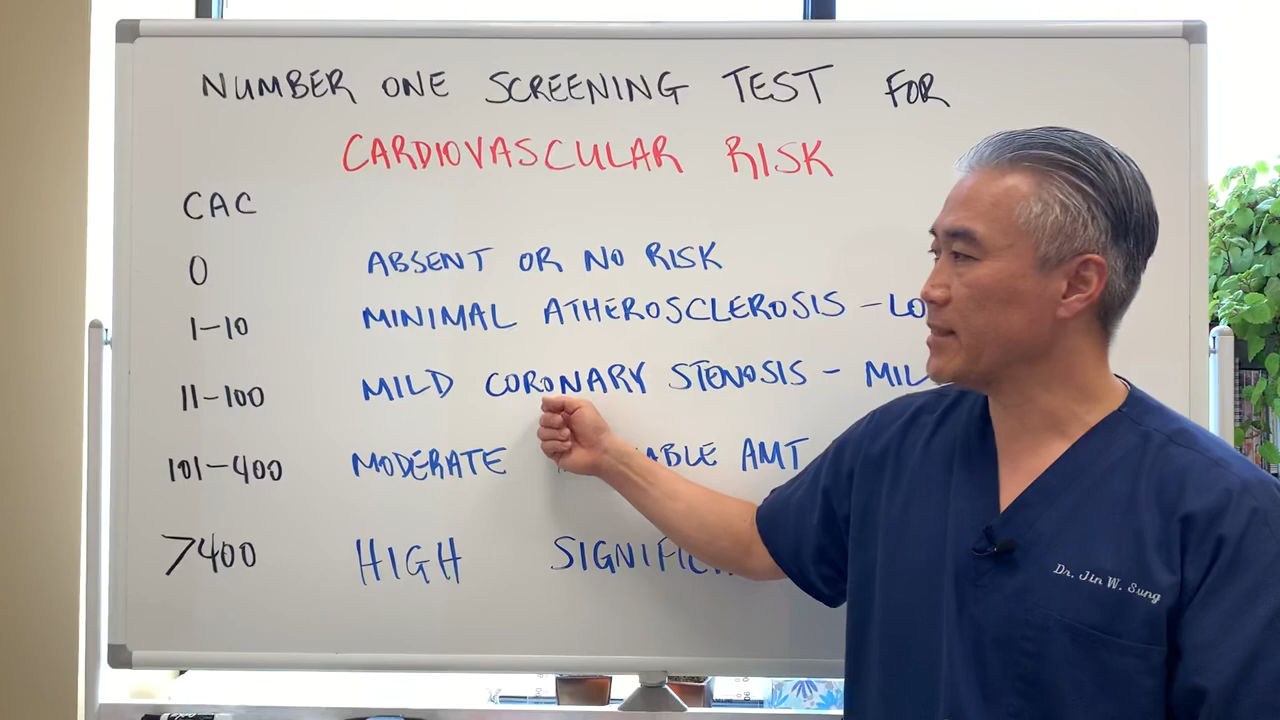 NUMBER ONE SCREENING TEST FOR
CARDIOVASCULAR RISK
CAC
0 ABSENT OR NO RISK
1-10 MINIMAL ATHEROSCLEROSIS - LO
11-100 MILD CORONARY STENOSIS - MIL
101-400 MODERATE AMT
>400 HIGH
Dr. Jin W. Sung